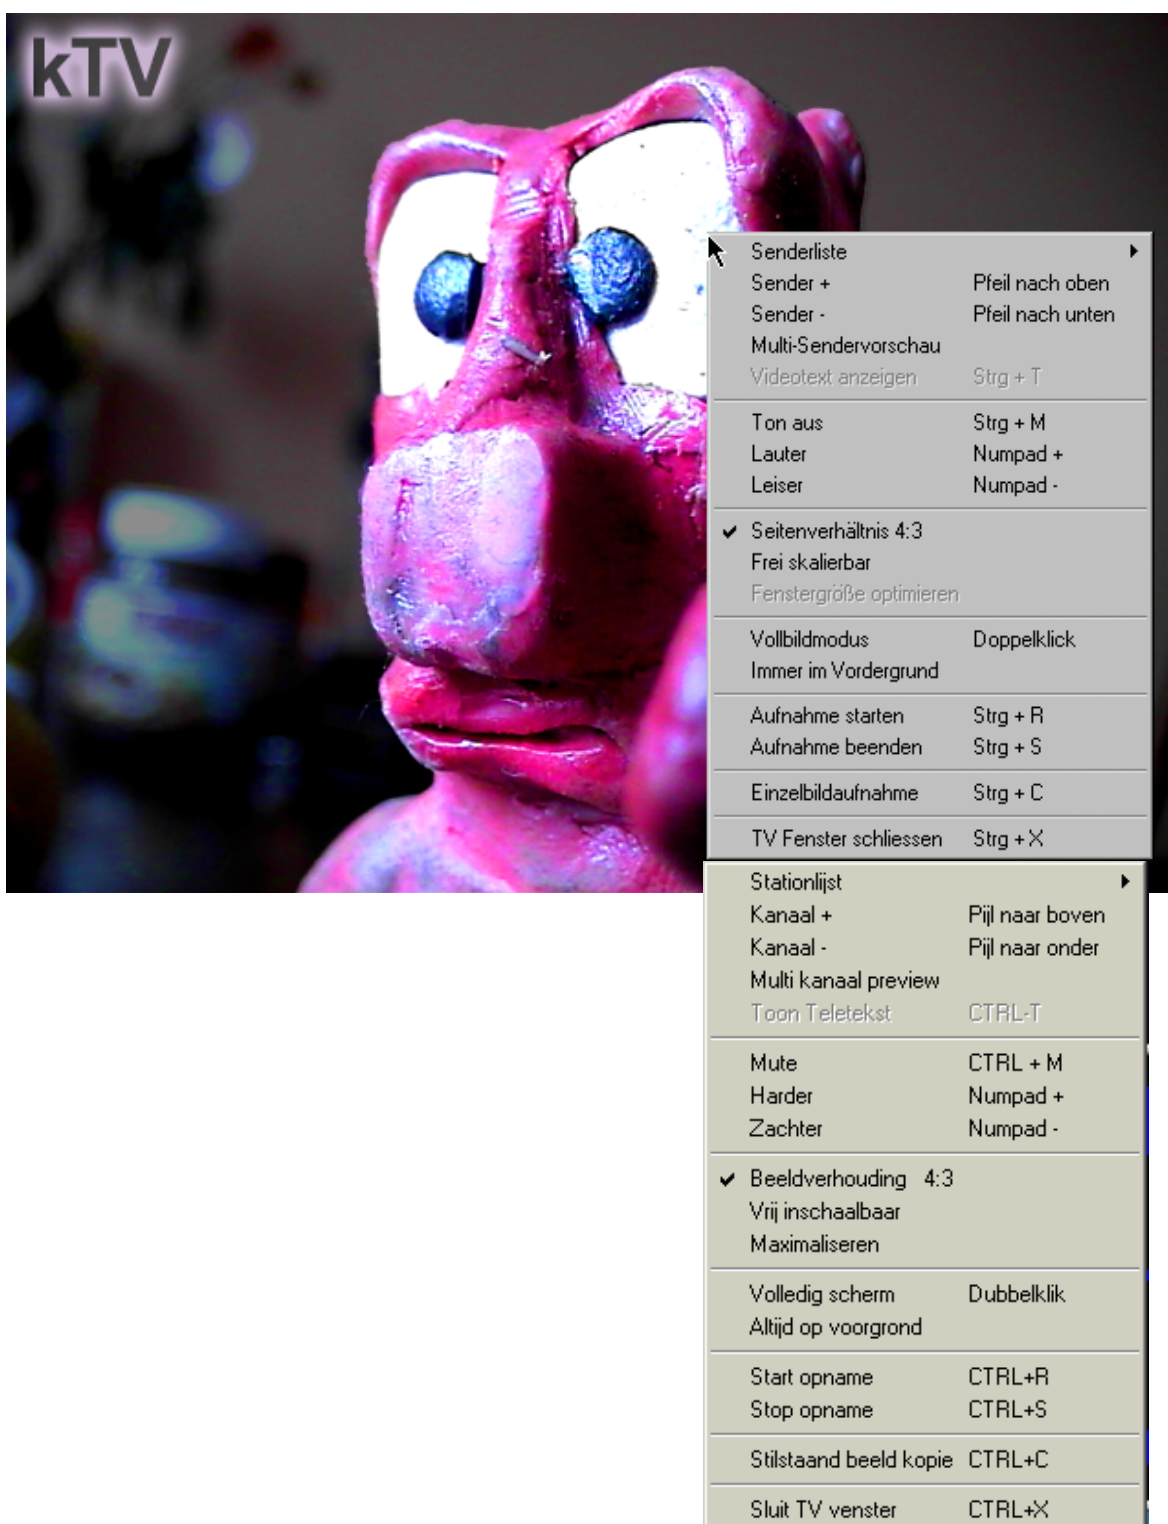 kTV
Senderliste
Sender + Pfeil nach oben
Sender - Pfeil nach unten
Multi-Sendervorschau
Videotext anzeigen Strg + T
Ton aus Strg + M
Lauter Numpad +
Leiser Numpad -
Seitenverhältnis 4:3
Frei skalierbar
Fenstergröße optimieren
Vollbildmodus Doppelklick
Immer im Vordergrund
Aufnahme starten Strg + R
Aufnahme beenden Strg + S
Einzelbildaufnahme Strg + C
TV Fenster schliessen Strg + X
Stationlijst
Kanaal + Pijl naar boven
Kanaal - Pijl naar onder
Multi kanaal preview
Toon Teletekst CTRL-T
Mute CTRL + M
Harder Numpad +
Zachter Numpad -
Beeldverhouding 4:3
Vrij inschaalbaar
Maximaliseren
Volledig scherm Dubbelklik
Altijd op voorgrond
Start opname CTRL+R
Stop opname CTRL+S
Stilstaand beeld kopie CTRL+C
Sluit TV venster CTRL+X